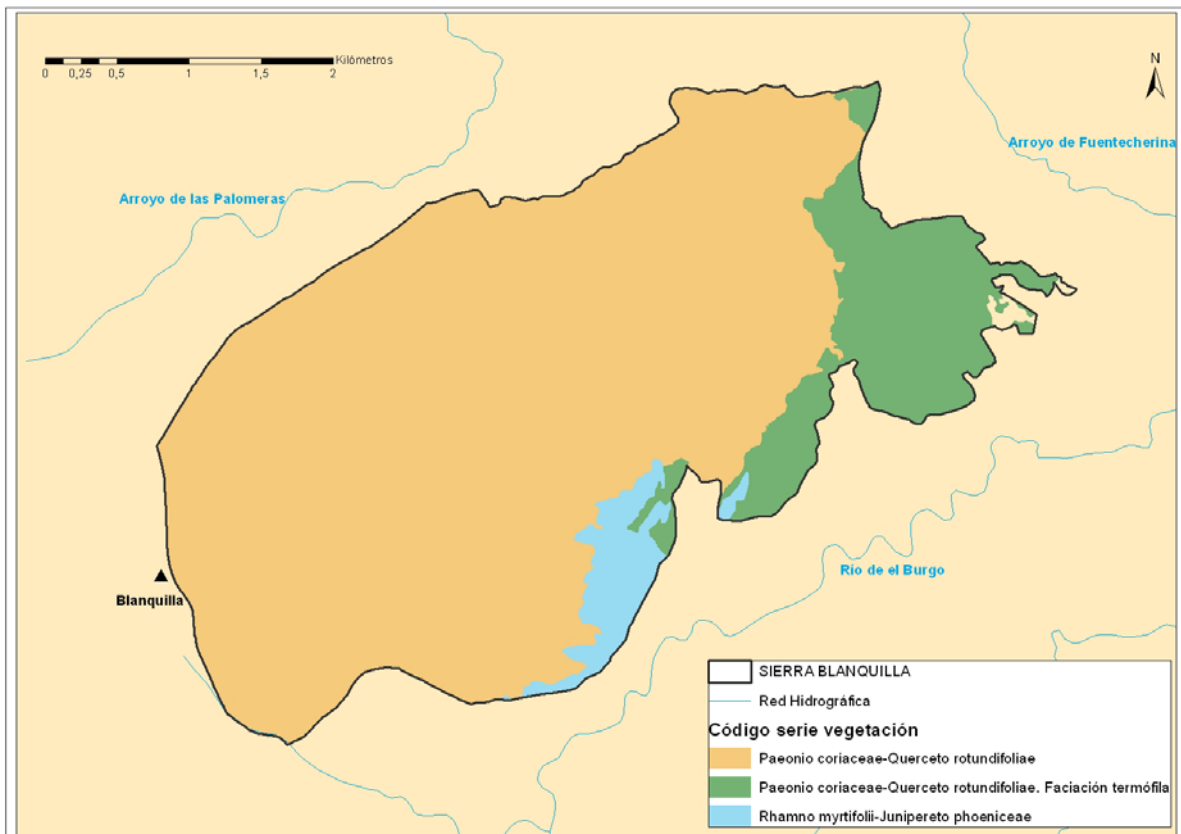 Kilómetros
0 0,25 0,5 1 1,5 2
N
Arroyo de Fuentecherina
Arroyo de las Palomeras
Río de el Burgo
Blanquilla
SIERRA BLANQUILLA
Red Hidrográfica
Código serie vegetación
Paeonio coriaceae-Querceto rotundifoliae
Paeonio coriaceae-Querceto rotundifoliae. Faciación termófila
Rhamno myrtifolii-Junipereto phoeniceae